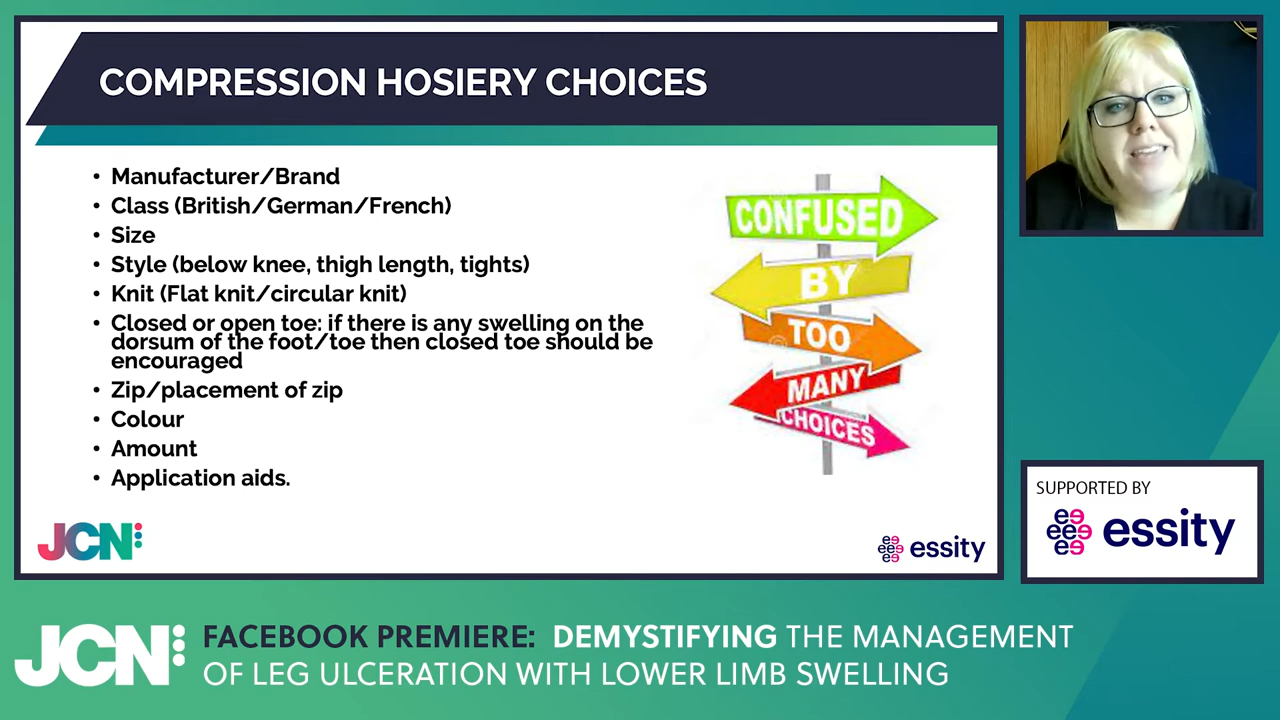 COMPRESSION HOSIERY CHOICES
• Manufacturer/Brand
• Class (British/German/French)
• Size
• Style (below knee, thigh length, tights)
• Knit (Flat knit/circular knit)
• Closed or open toe: if there is any swelling on the
dorsum of the foot/toe then closed toe should be
encouraged
• Zip/placement of zip
• Colour
• Amount
• Application aids.
CONFUSED
BY
TOO
MANY
CHOICES
JCN
essity
SUPPORTED BY
essity
JCN
FACEBOOK PREMIERE: DEMYSTIFYING THE MANAGEMENT
OF LEG ULCERATION WITH LOWER LIMB SWELLING